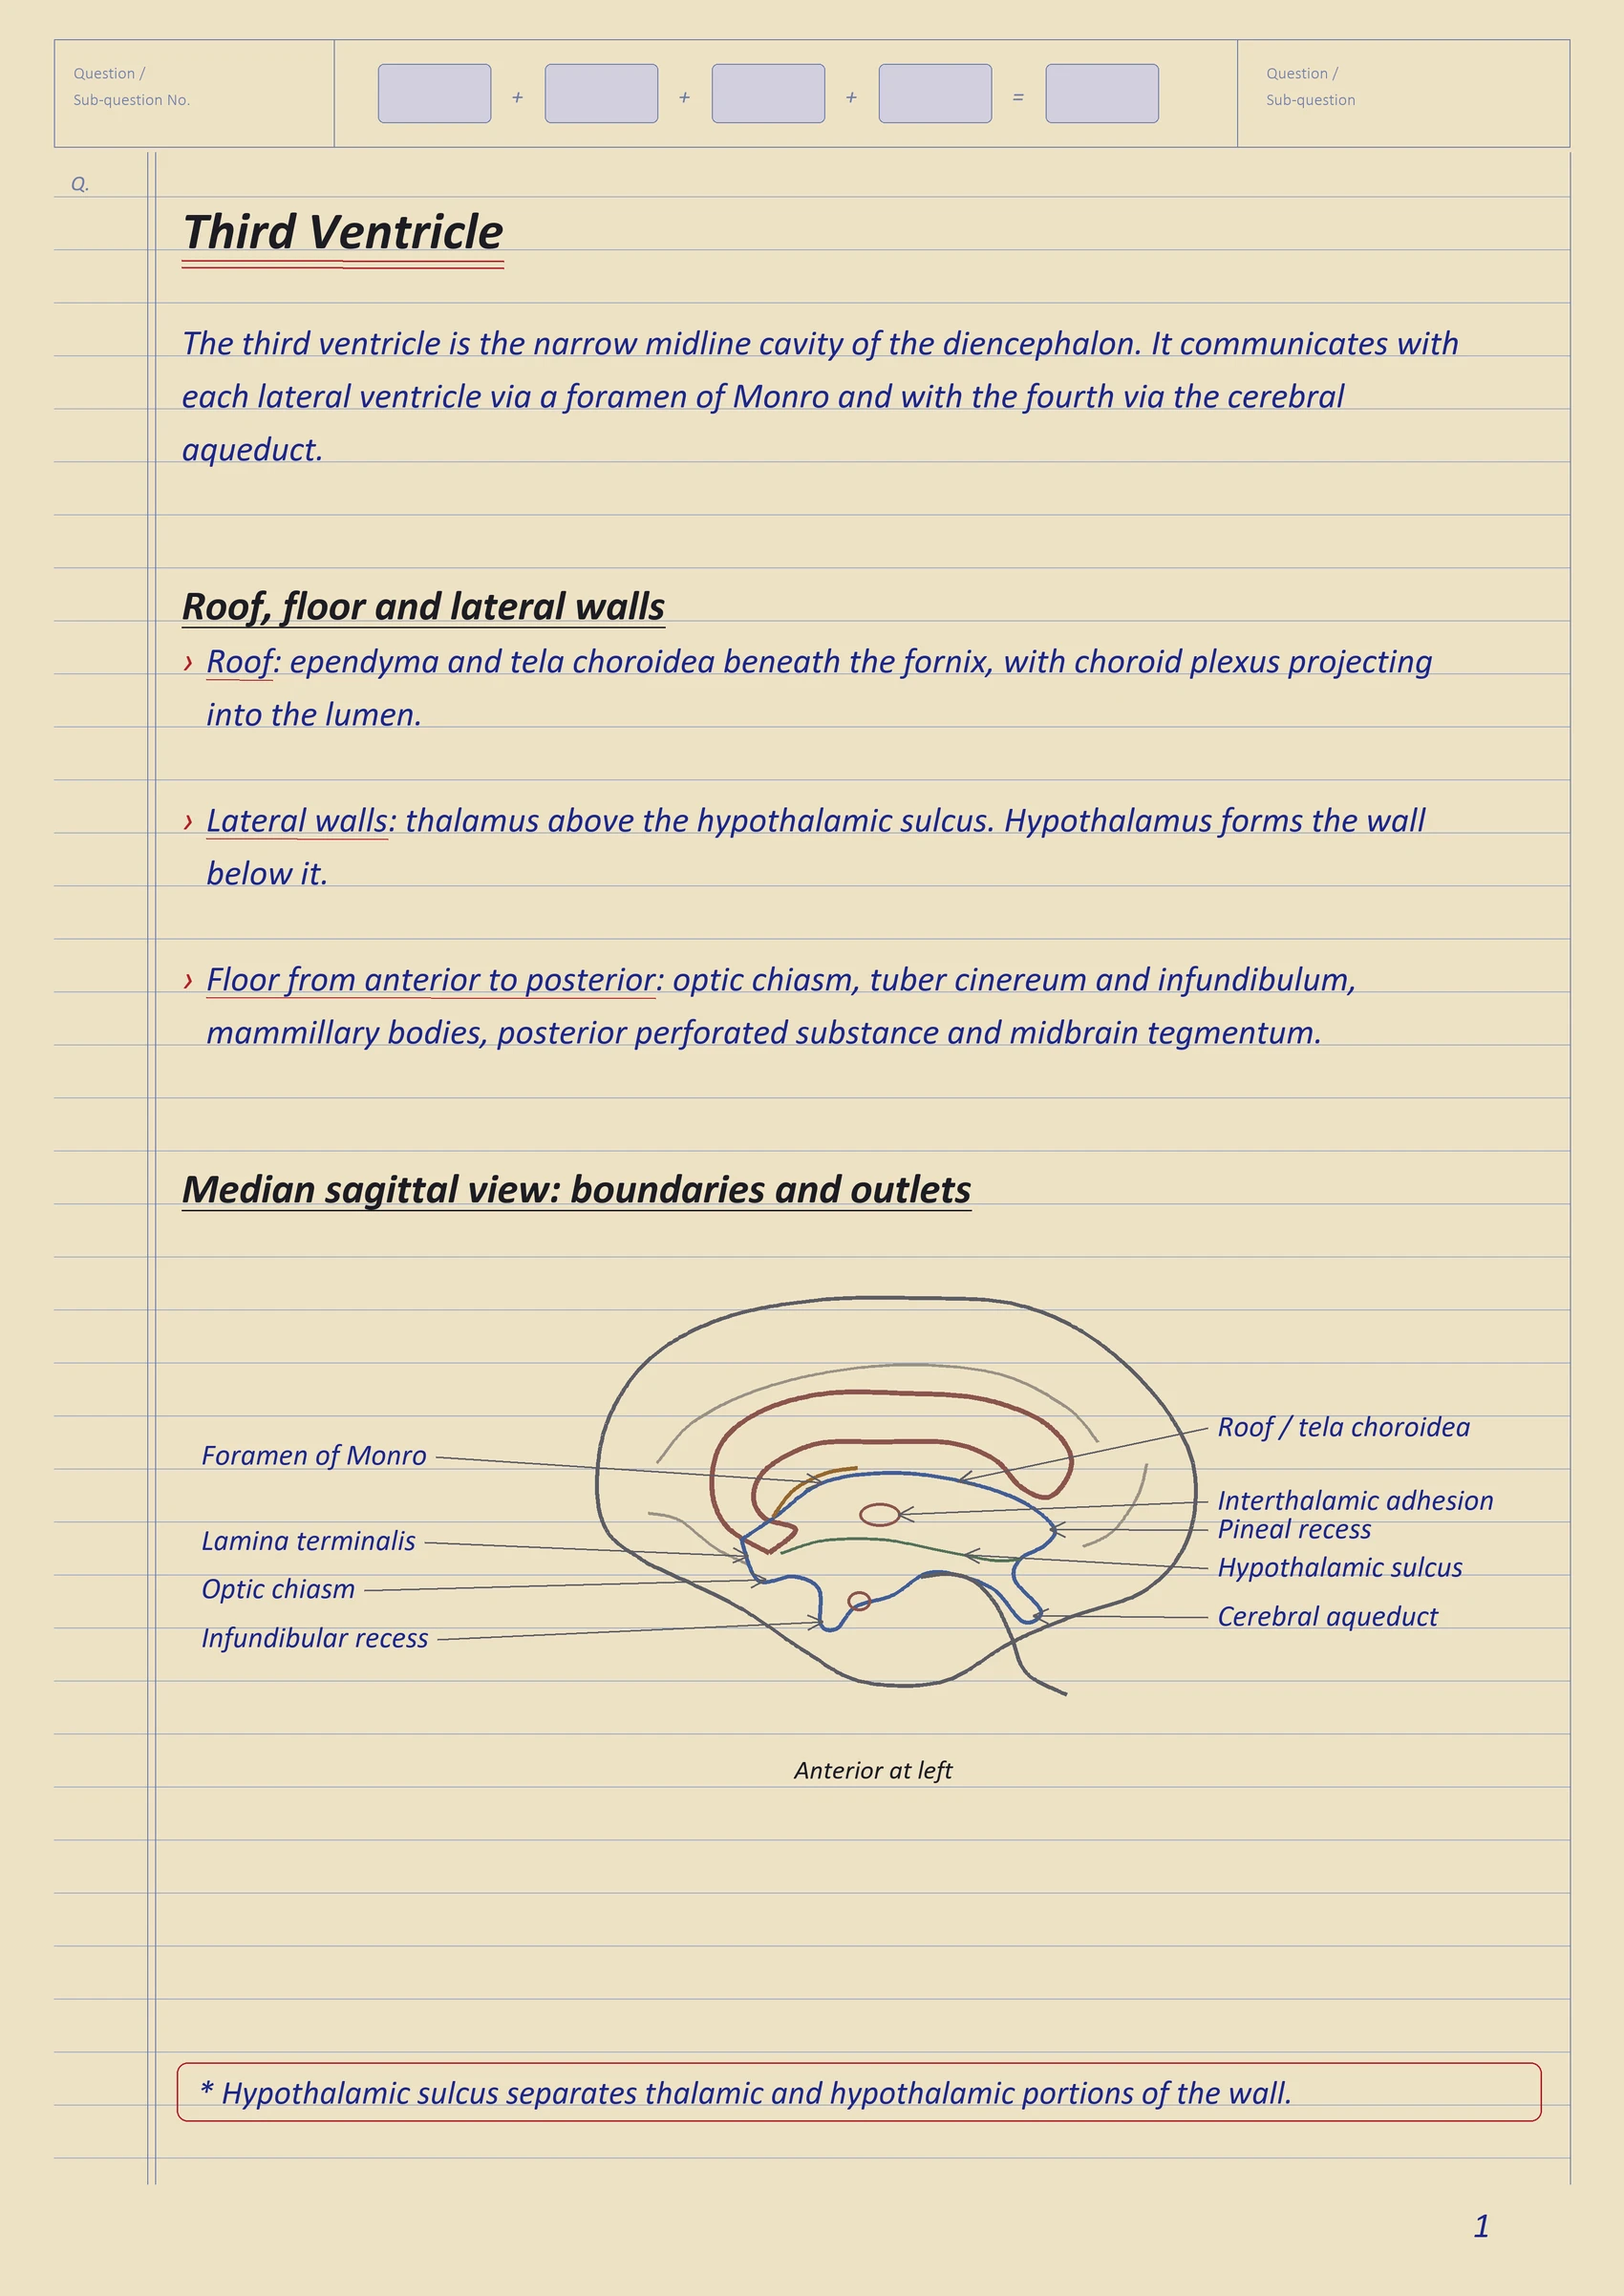 Question /
Sub-question No.
+ + + =
Question /
Sub-question
Q.
Third Ventricle
The third ventricle is the narrow midline cavity of the diencephalon. It communicates with
each lateral ventricle via a foramen of Monro and with the fourth via the cerebral
aqueduct.
Roof, floor and lateral walls
› Roof: ependyma and tela choroidea beneath the fornix, with choroid plexus projecting
into the lumen.
› Lateral walls: thalamus above the hypothalamic sulcus. Hypothalamus forms the wall
below it.
› Floor from anterior to posterior: optic chiasm, tuber cinereum and infundibulum,
mammillary bodies, posterior perforated substance and midbrain tegmentum.
Median sagittal view: boundaries and outlets
Foramen of Monro
Lamina terminalis
Optic chiasm
Infundibular recess
Roof / tela choroidea
Interthalamic adhesion
Pineal recess
Hypothalamic sulcus
Cerebral aqueduct
Anterior at left
* Hypothalamic sulcus separates thalamic and hypothalamic portions of the wall.
1